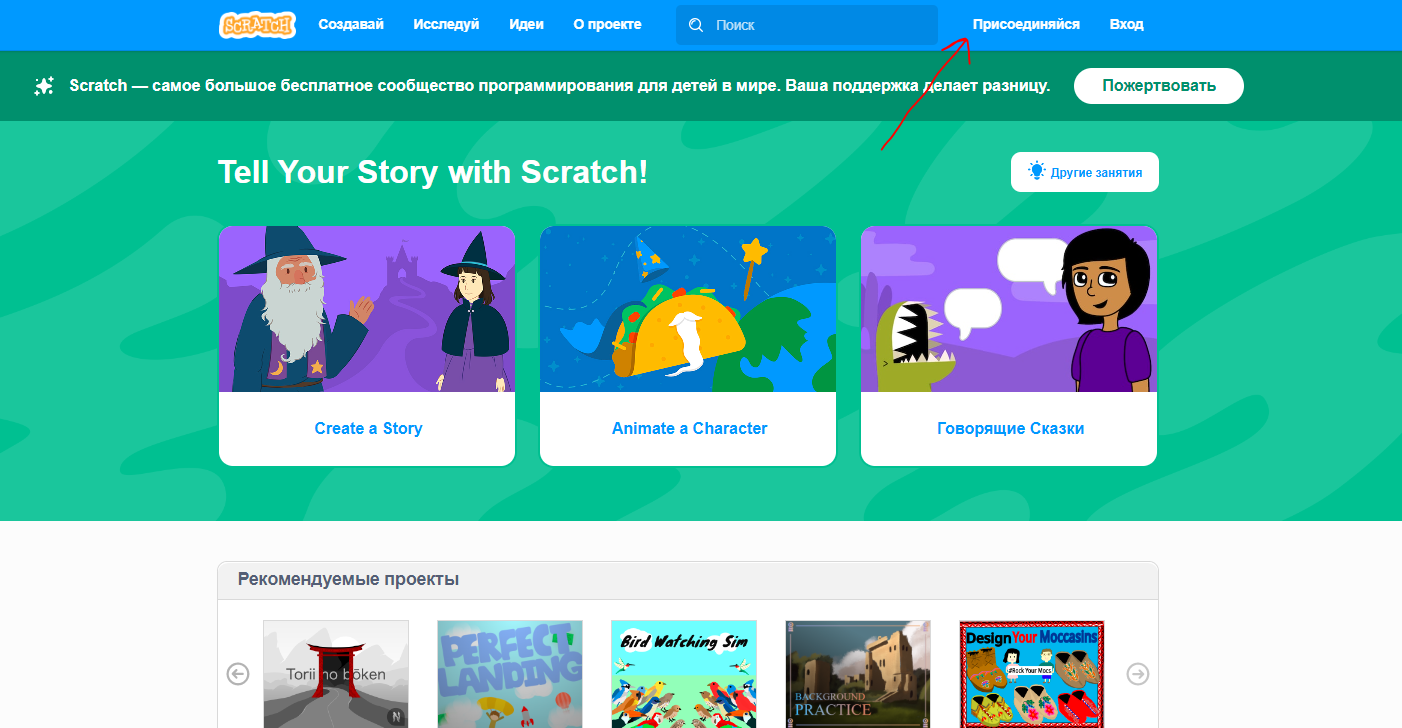 SCRATCH Создавай Исследуй Идеи О проекте Поиск Присоединяйся Вход
Scratch — самое большое бесплатное сообщество программирования для детей в мире. Ваша поддержка делает разницу. Пожертвовать
Tell Your Story with Scratch! Другие занятия
Create a Story Animate a Character Говорящие Сказки
Рекомендуемые проекты
PERFECT LANDING
Bird Watching Sim
Design Your Moccasins
#Rock Your Mocs
Torii no bōken
BACKGROUND
PRACTICE
N